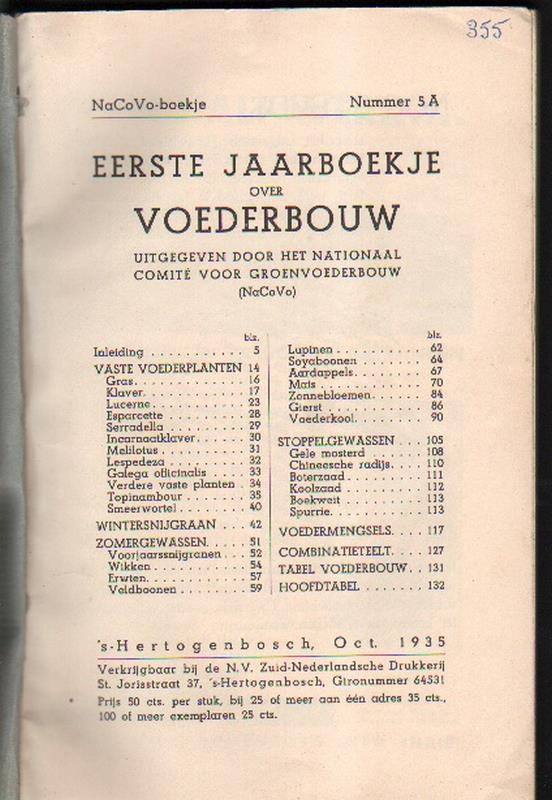 355
NaCoVo-boekje Nummer 5 A
EERSTE JAARBOEKJE
OVER
VOEDERBOUW
UITGEGEVEN DOOR HET NATIONAAL
COMITÉ VOOR GROENVOEDERBOUW
(NaCoVo)
blz.
Inleiding . . . . . . . . . . . 5
VASTE VOEDERPLANTEN 14
Gras. . . . . . . . . . . . . 16
Klaver. . . . . . . . . . . . 17
Lucerne . . . . . . . . . . . 23
Esparcette . . . . . . . . . 28
Serradella . . . . . . . . . 29
Incarnaatklaver. . . . . . 30
Melilotus . . . . . . . . . . 31
Lespedeza . . . . . . . . . 32
Galega officinalis . . . . 33
Verdere vaste planten . 34
Topinambour . . . . . . . 35
Smeerwortel . . . . . . . . 40
WINTERSNIJGRAAN . . . 42
ZOMERGEWASSEN. . . . . 51
Voorjaarssnijgranen . . . 52
Wikken . . . . . . . . . . . 54
Erwten. . . . . . . . . . . . 57
Veldboonen . . . . . . . . 59
blz.
Lupinen . . . . . . . . . . 62
Soyaboonen . . . . . . . 64
Aardappels. . . . . . . . 67
Mais . . . . . . . . . . . . 70
Zonnebloemen . . . . . . 84
Gierst . . . . . . . . . . . 86
Voederkool. . . . . . . . 90
STOPPELGEWASSEN . . . 105
Gele mosterd . . . . . . 108
Chineesche radijs. . . . 110
Boterzaad . . . . . . . . 111
Koolzaad . . . . . . . . . 112
Boekweit . . . . . . . . . 113
Spurrie. . . . . . . . . . . 113
VOEDERMENGSELS. . . . 117
COMBINATIETEELT. . . . 127
TABEL VOEDERBOUW. . 131
HOOFDTABEL . . . . . . . 132
's-Hertogenbosch, Oct. 1935
Verkrijgbaar bij de N.V. Zuid-Nederlandsche Drukkerij
St. Jorisstraat 37, 's-Hertogenbosch, Gironummer 64531
Prijs 50 cts. per stuk, bij 25 of meer aan één adres 35 cts.,
100 of meer exemplaren 25 cts.